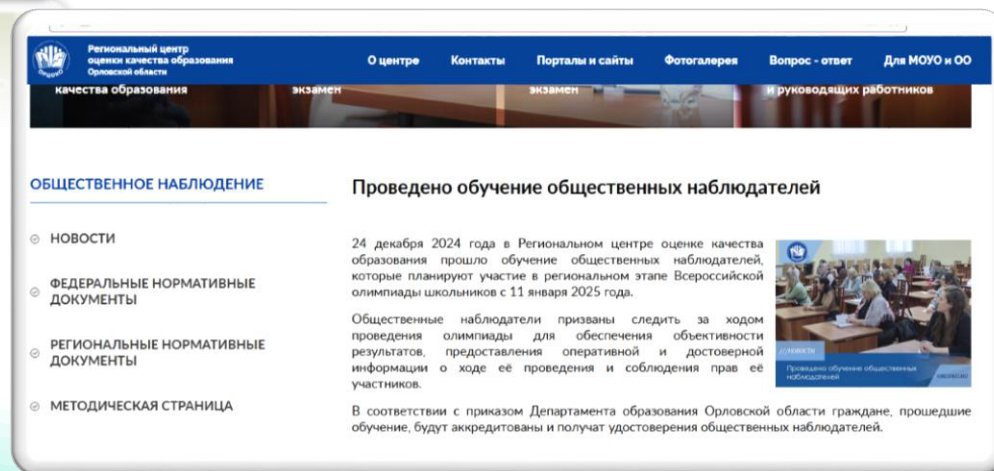 Региональный центр
оценки качества образования
Орловской области
О центре
Контакты
Порталы и сайты
Фотогалерея
Вопрос - ответ
Для МОУО и ОО
качества образования
экзамен
экзамен
и руководящих работников
ОБЩЕСТВЕННОЕ НАБЛЮДЕНИЕ
НОВОСТИ
ФЕДЕРАЛЬНЫЕ НОРМАТИВНЫЕ
ДОКУМЕНТЫ
РЕГИОНАЛЬНЫЕ НОРМАТИВНЫЕ
ДОКУМЕНТЫ
МЕТОДИЧЕСКАЯ СТРАНИЦА
Проведено обучение общественных наблюдателей
24 декабря 2024 года в Региональном центре оценке качества
образования прошло обучение общественных наблюдателей,
которые планируют участие в региональном этапе Всероссийской
олимпиады школьников с 11 января 2025 года.
Общественные наблюдатели призваны следить за ходом
проведения олимпиады для обеспечения объективности
результатов, предоставления оперативной и достоверной
информации о ходе её проведения и соблюдения прав её
участников.
///НОВОСТИ
Проведено обучение общественных
наблюдателей
В соответствии с приказом Департамента образования Орловской области граждане, прошедшие
обучение, будут аккредитованы и получат удостоверения общественных наблюдателей.